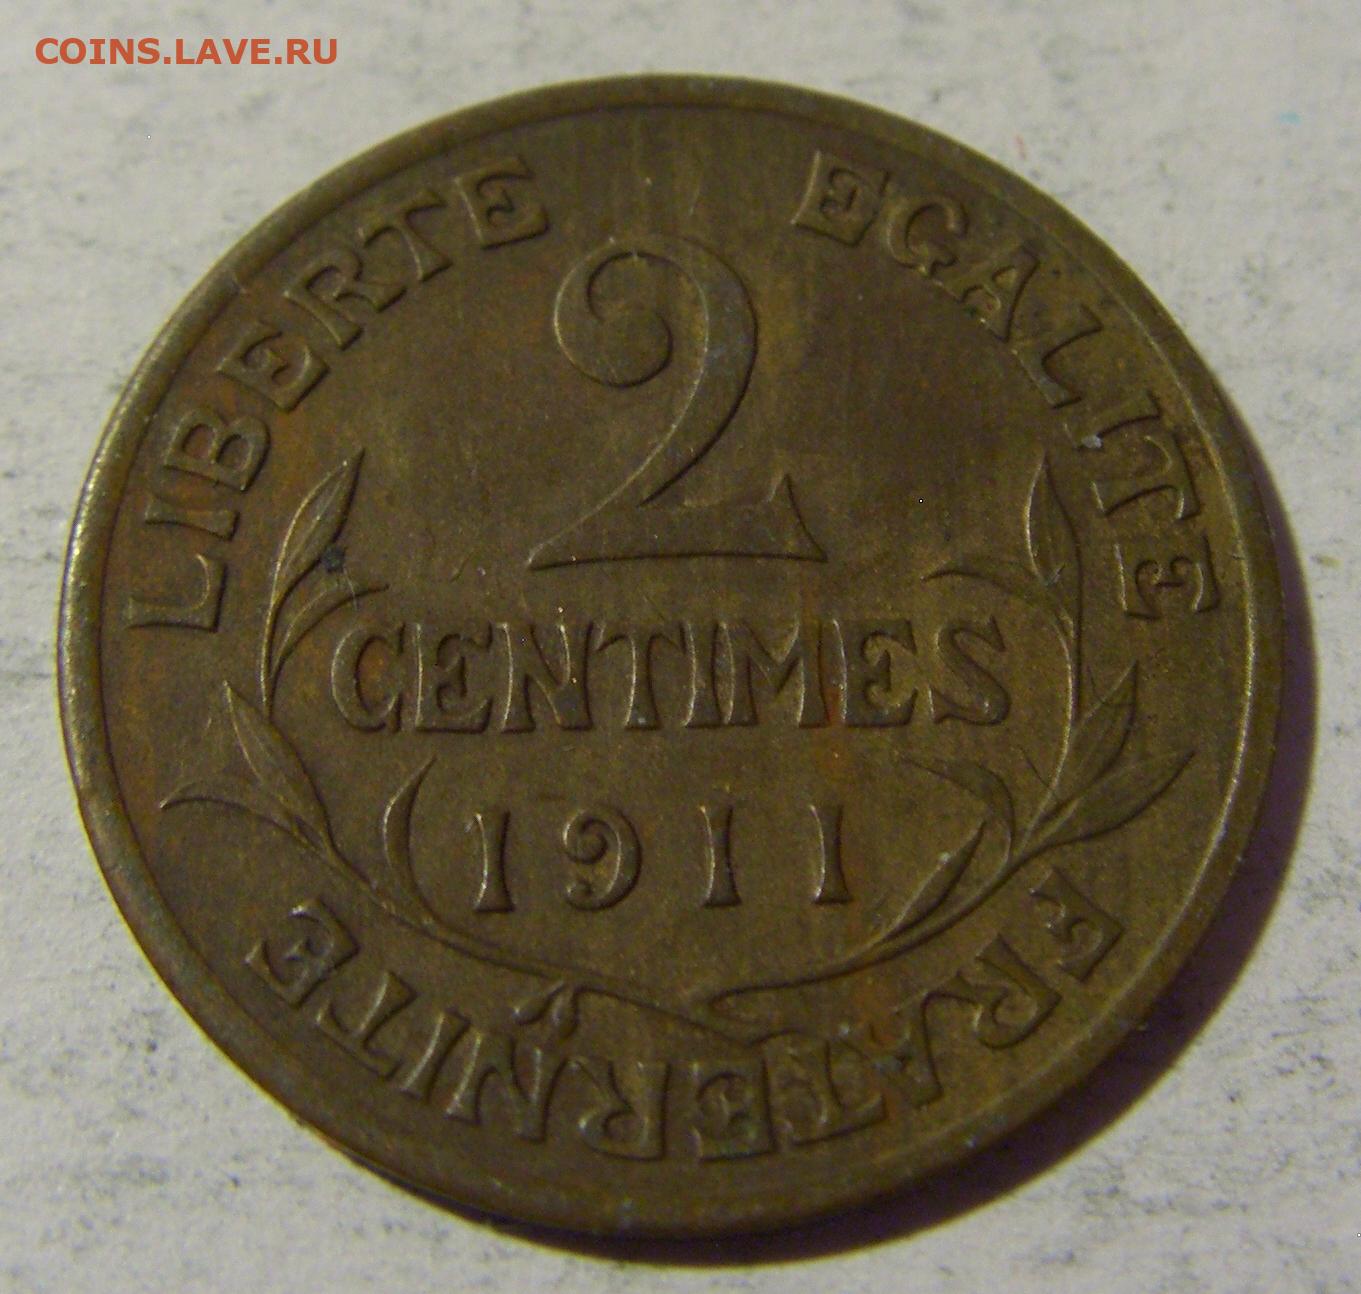 COINS.LAVE.RU
LIBERTE EGALITE
2
CENTIMES
1911
FRATERNITE